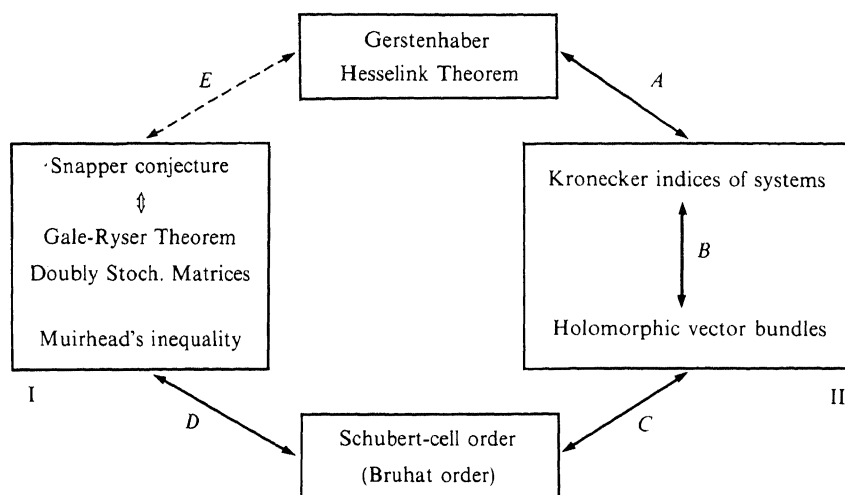 Gerstenhaber
Hesselink Theorem
E
A
Snapper conjecture
Gale-Ryser Theorem
Doubly Stoch. Matrices
Muirhead's inequality
Kronecker indices of systems
B
Holomorphic vector bundles
I
II
D
C
Schubert-cell order
(Bruhat order)